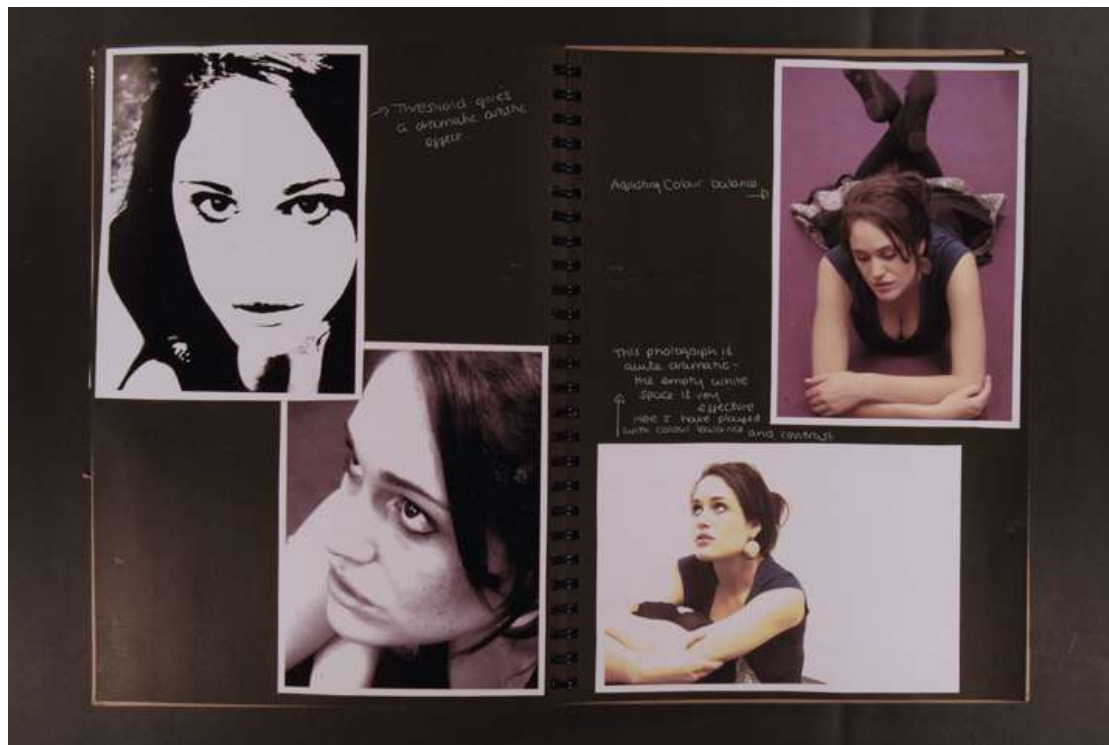 → Threshold gives
a dramatic artistic
effect
Adjusting Colour balance
→
This photograph is
quite dramatic -
the empty white
space is very
effective
Here I have played
with colour balance and contrast